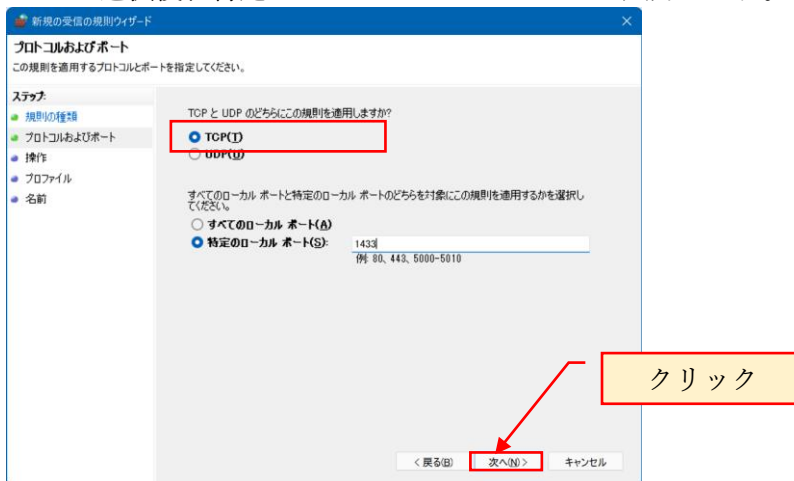 新規の受信の規則ウィザード
プロトコルおよびポート
この規則を適用するプロトコルとポートを指定してください。
ステップ:
規則の種類
プロトコルおよびポート
操作
プロファイル
名前
TCP と UDP のどちらにこの規則を適用しますか?
TCP(T)
UDP(U)
すべてのローカル ポートと特定のローカル ポートのどちらを対象にこの規則を適用するかを選択し
てください。
すべてのローカル ポート(A)
特定のローカル ポート(S):
1433
例: 80、443、5000-5010
クリック
< 戻る(B)
次へ(N) >
キャンセル